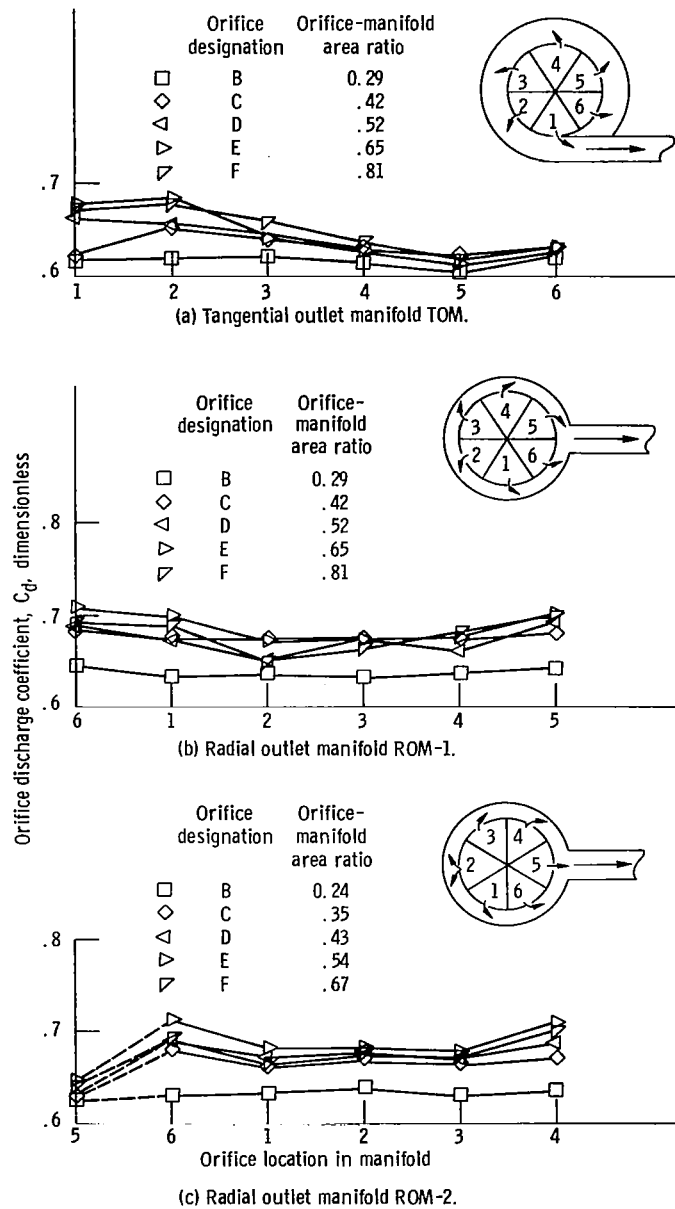 Orifice Orifice-manifold
designation area ratio
B 0.29
C .42
D .52
E .65
F .81
4
3 5
2 6
1
.7
.6
1 2 3 4 5 6
(a) Tangential outlet manifold TOM.
Orifice discharge coefficient, Cd, dimensionless
Orifice Orifice-
designation manifold
area ratio
B 0.29
C .42
D .52
E .65
F .81
4
3 5
2 6
1
.8
.7
.6
6 1 2 3 4 5
(b) Radial outlet manifold ROM-1.
Orifice Orifice-
designation manifold
area ratio
B 0.24
C .35
D .43
E .54
F .67
3 4
2 5
1 6
.8
.7
.6
5 6 1 2 3 4
Orifice location in manifold
(c) Radial outlet manifold ROM-2.